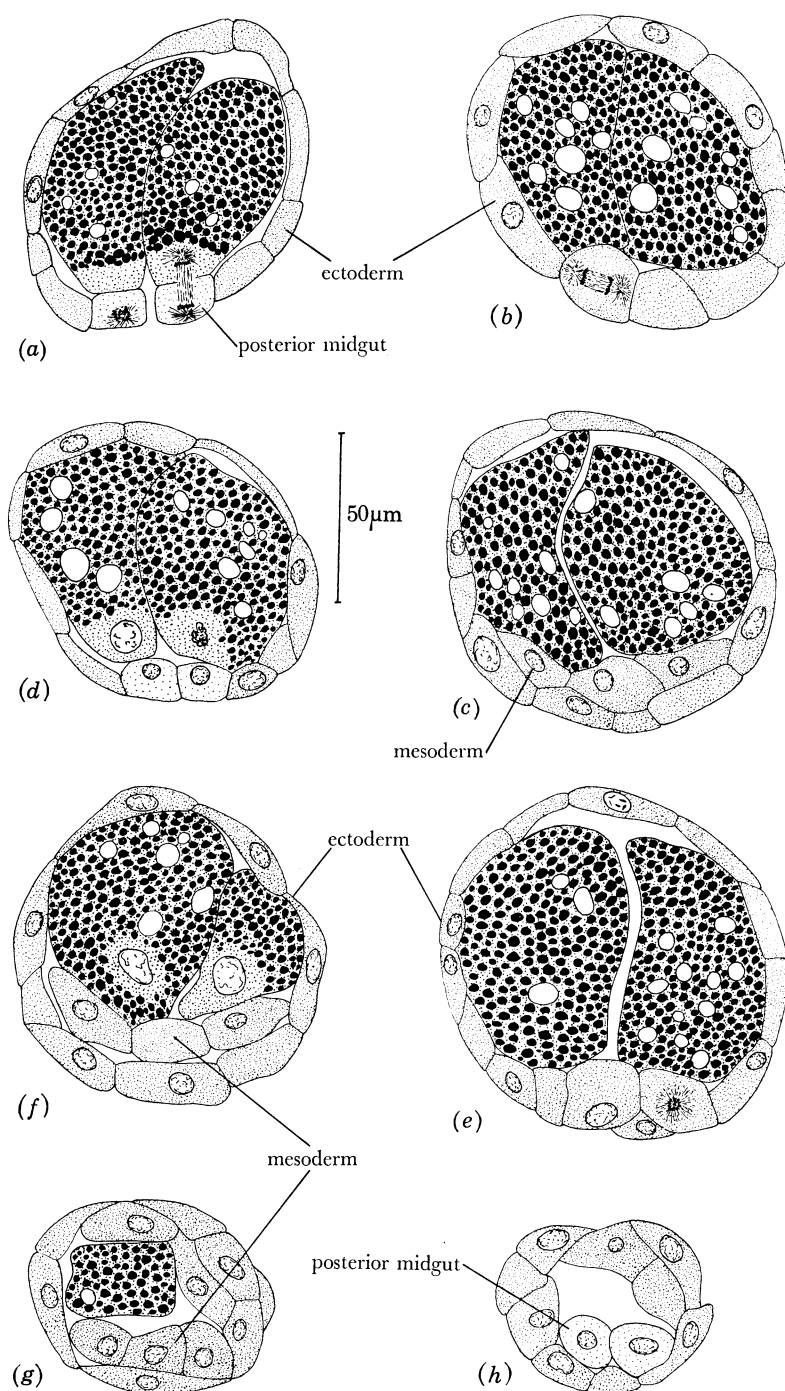 ectoderm
(a)
(b)
posterior midgut
50μm
(d)
(c)
mesoderm
ectoderm
(f)
(e)
mesoderm
posterior midgut
(g)
(h)